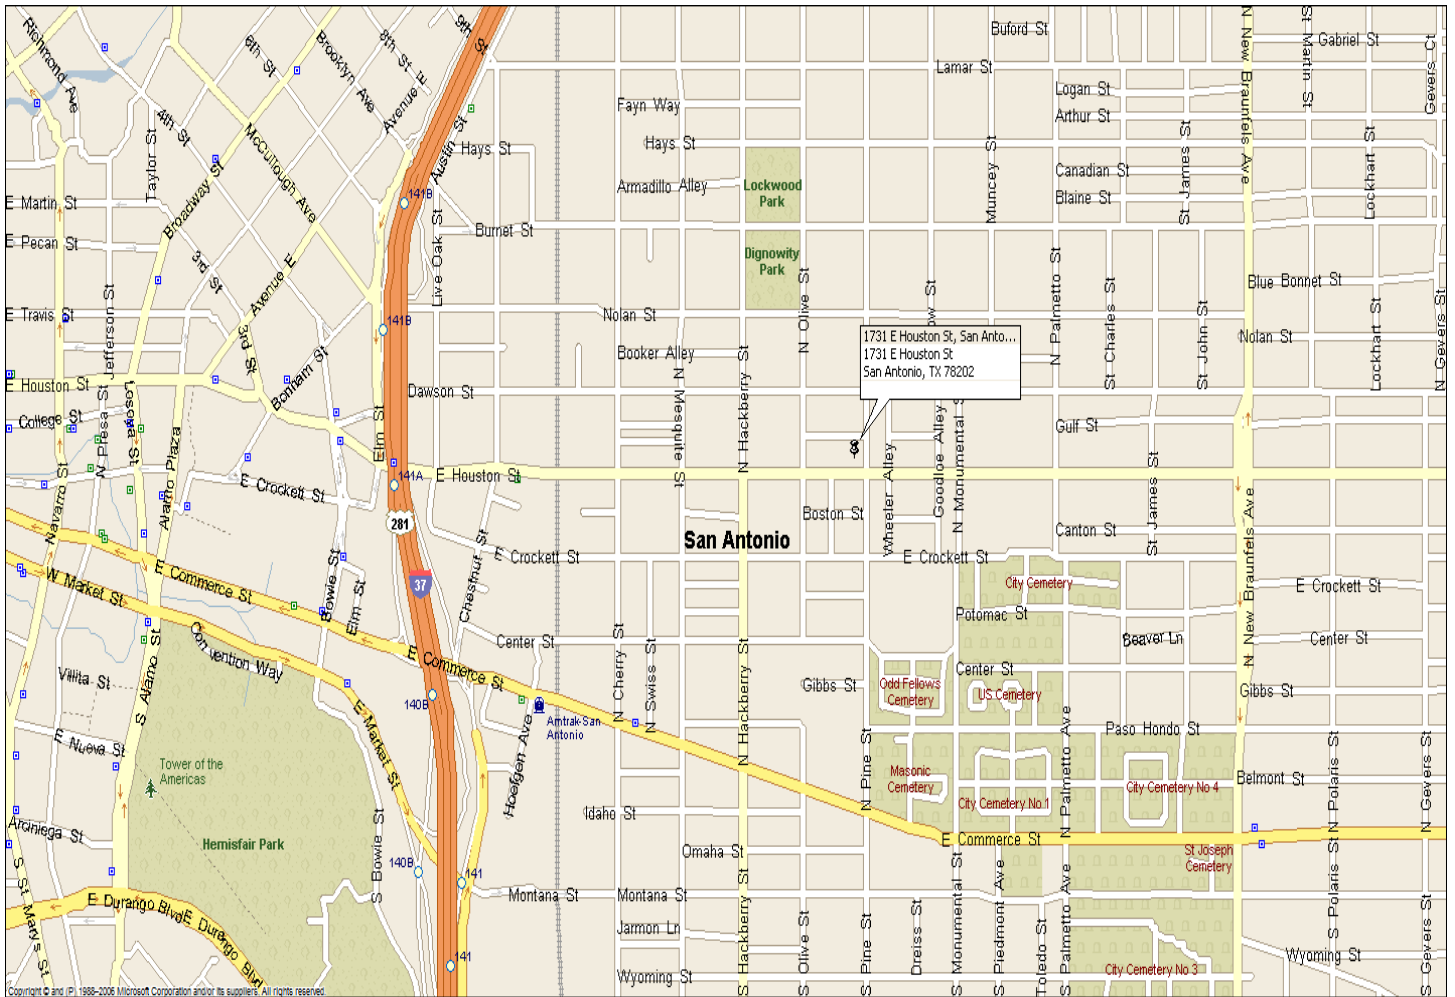 Richmond Ave
6th St
Brooklyn Ave
8th St
Avenue E
9th St
Buford St
N New Braunfels Ave
St Martin St
Gabriel St
Gevers Ct
Lamar St
Logan St
Arthur St
Fayn Way
4th St
Taylor St
McCullough Ave
Austin St
Hays St
Hays St
Muncey St
St James St
Lockhart St
Canadian St
Armadillo Alley
Lockwood
Park
Blaine St
Broadway St
141B
E Martin St
Burnet St
Live Oak St
E Pecan St
3rd St
Avenue E
Dignowity
Park
N Olive St
N Palmetto St
St Charles St
Blue Bonnet St
N Gevers St
Jefferson St
E Travis St
141B
Nolan St
St John St
Nolan St
Lockhart St
3rd St
Bonham St
Booker Alley
N Hackberry St
ow St
1731 E Houston St, San Anto...
1731 E Houston St
San Antonio, TX 78202
E Houston St
Losoya St
N Presa St
Dawson St
N Mesquite St
College St
Elm St
Alamo Plaza
Goodloe Alley
N Monumental S
Gulf St
Navarro St
E Crockett St
141A
E Houston St
Wheeler Alley
St James St
Boston St
281
Canton St
San Antonio
E Crockett St
E Crockett St
N New Braunfels Ave
W Market St
E Commerce St
Bowie St
Elm St
37
Chestnut St
City Cemetery
E Crockett St
Potomac St
Convention Way
Center St
N Cherry St
N Swiss St
N Hackberry St
Beaver Ln
Center St
S Alamo St
E Commerce St
Center St
Villita St
Gibbs St
Odd Fellows
Cemetery
US Cemetery
Gibbs St
140B
E Market St
Hoefgen Ave
Amtrak-San
Antonio
E Nueva St
Paso Hondo St
N Pine St
N Palmetto Ave
Tower of the
Americas
Masonic
Cemetery
City Cemetery No 1
City Cemetery No 4
Belmont St
N Polaris St
N Gevers St
Arciniega St
Idaho St
Hemisfair Park
E Commerce St
S Bowie St
140B
Omaha St
St Joseph
Cemetery
141
Montana St
Montana St
S St Marys St
E Durango Blvd
E Durango Blvd
S Hackberry St
S Olive St
S Pine St
Dreiss St
S Monumental St
S Piedmont Ave
Toledo St
S Palmetto Ave
S Polaris St
S Gevers St
Jarmon Ln
141
Wyoming St
Wyoming St
City Cemetery No 3
Copyright © and (P) 1988–2006 Microsoft Corporation and/or its suppliers. All rights reserved.